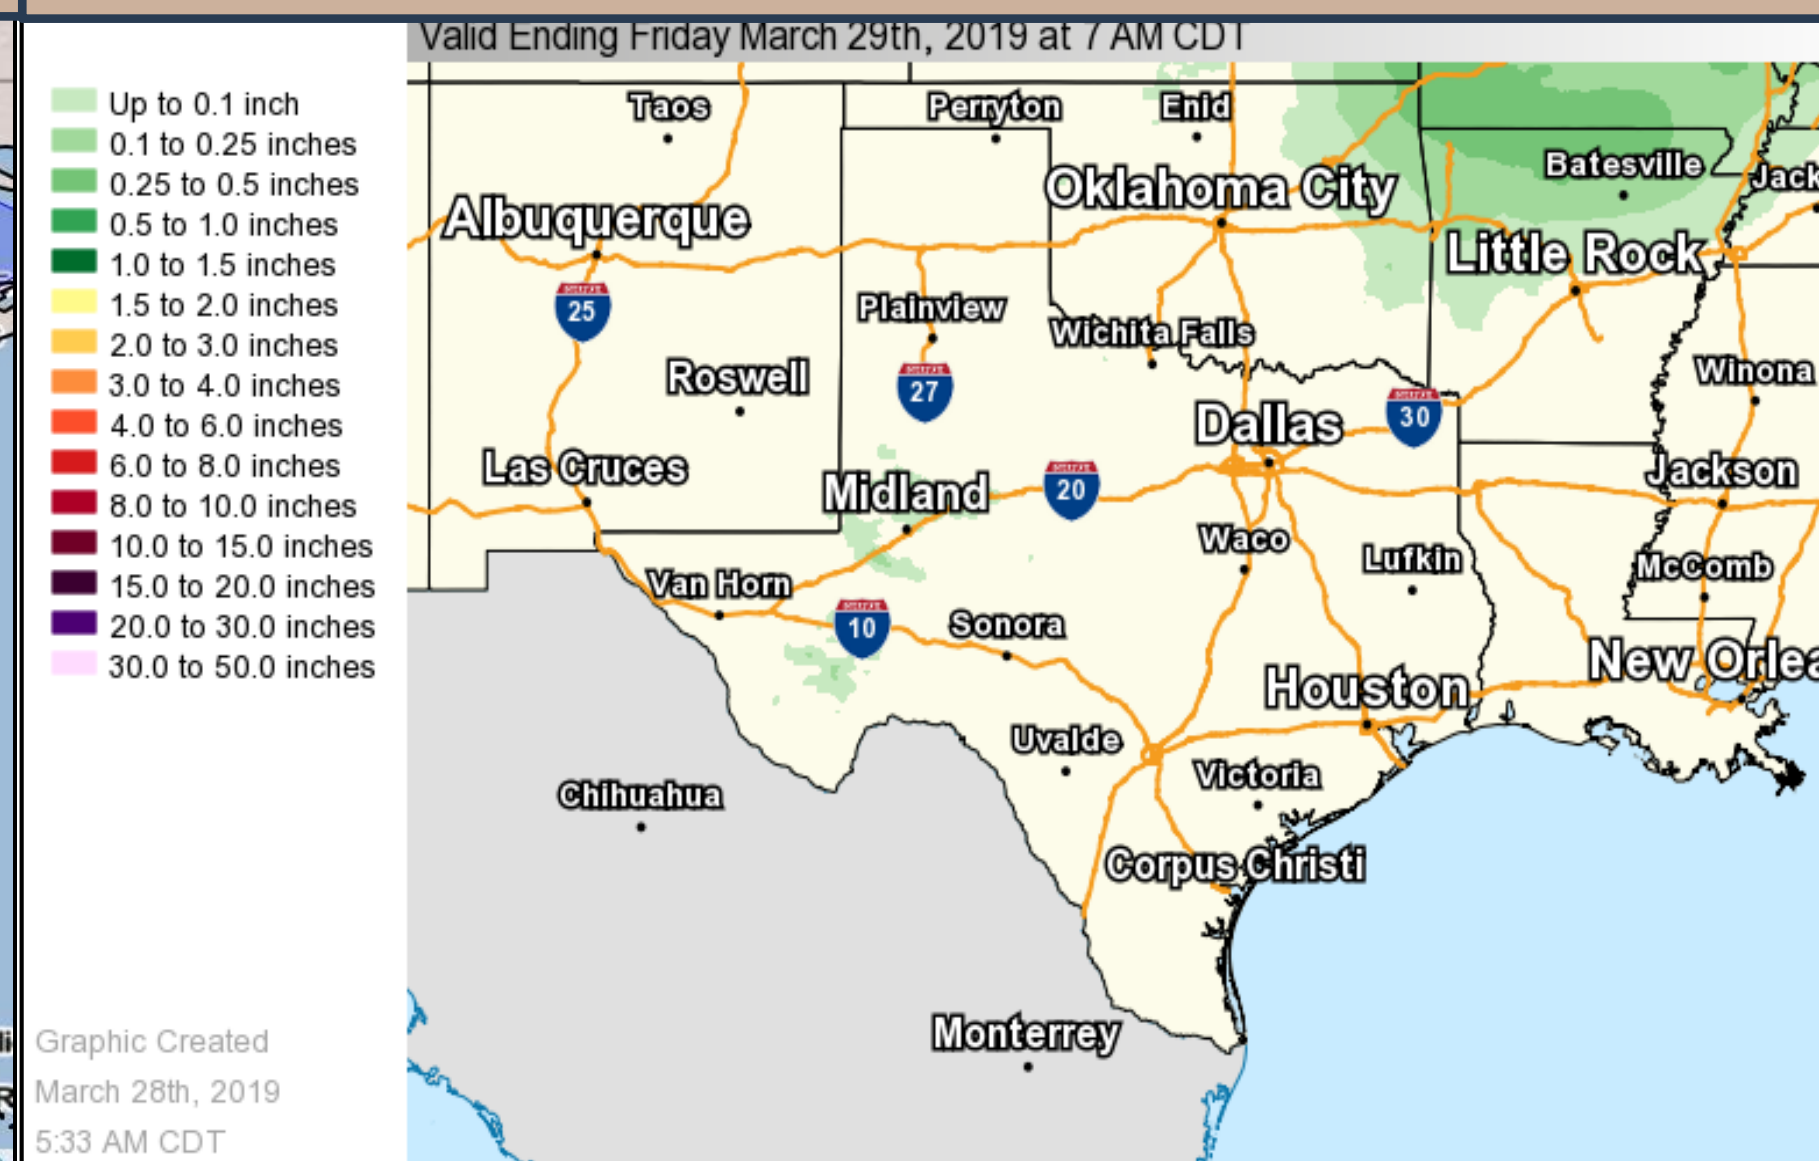 Valid Ending Friday March 29th, 2019 at 7 AM CDT
Up to 0.1 inch
0.1 to 0.25 inches
0.25 to 0.5 inches
0.5 to 1.0 inches
1.0 to 1.5 inches
1.5 to 2.0 inches
2.0 to 3.0 inches
3.0 to 4.0 inches
4.0 to 6.0 inches
6.0 to 8.0 inches
8.0 to 10.0 inches
10.0 to 15.0 inches
15.0 to 20.0 inches
20.0 to 30.0 inches
30.0 to 50.0 inches
Graphic Created
March 28th, 2019
5:33 AM CDT
Taos
Perryton
Enid
Batesville
Jack
Oklahoma City
Albuquerque
Little Rock
25
Plainview
Wichita Falls
Roswell
27
Winona
30
Dallas
Las Cruces
Midland
20
Jackson
Waco
Lufkin
McComb
Van Horn
10
Sonora
New Orlea
Houston
Uvalde
Victoria
Chihuahua
Corpus Christi
Monterrey